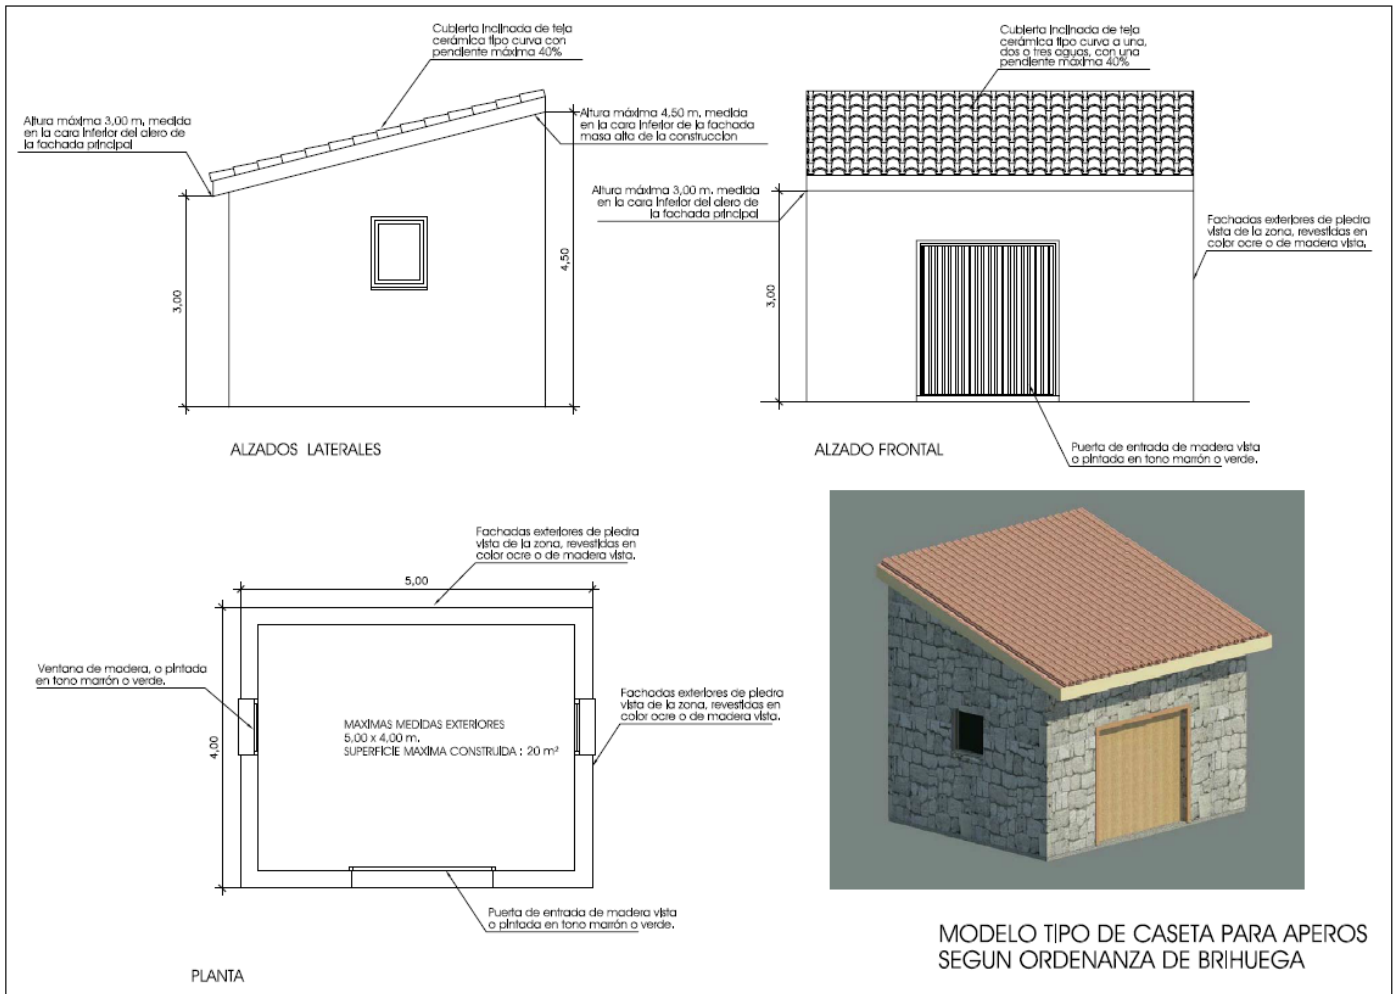 Cubierta inclinada de teja
cerámica tipo curva con
pendiente máxima 40%
Altura máxima 3,00 m. medida
en la cara inferior del alero de
la fachada principal
Altura máxima 4,50 m. medida
en la cara inferior de la fachada
masa alta de la construcción
3,00
4,50
ALZADOS LATERALES
Cubierta inclinada de teja
cerámica tipo curva a una,
dos o tres aguas, con una
pendiente máxima 40%
Altura máxima 3,00 m. medida
en la cara inferior del alero de
la fachada principal
Fachadas exteriores de piedra
vista de la zona, revestidas en
color ocre o de madera vista.
3,00
ALZADO FRONTAL
Puerta de entrada de madera vista
o pintada en tono marrón o verde.
Fachadas exteriores de piedra
vista de la zona, revestidas en
color ocre o de madera vista.
5,00
Ventana de madera, o pintada
en tono marrón o verde.
4,00
MAXIMAS MEDIDAS EXTERIORES
5,00 x 4,00 m.
SUPERFÍCIE MAXIMA CONSTRUÍDA : 20 m²
Fachadas exteriores de piedra
vista de la zona, revestidas en
color ocre o de madera vista.
Puerta de entrada de madera vista
o pintada en tono marrón o verde.
PLANTA
MODELO TIPO DE CASETA PARA APEROS
SEGUN ORDENANZA DE BRIHUEGA